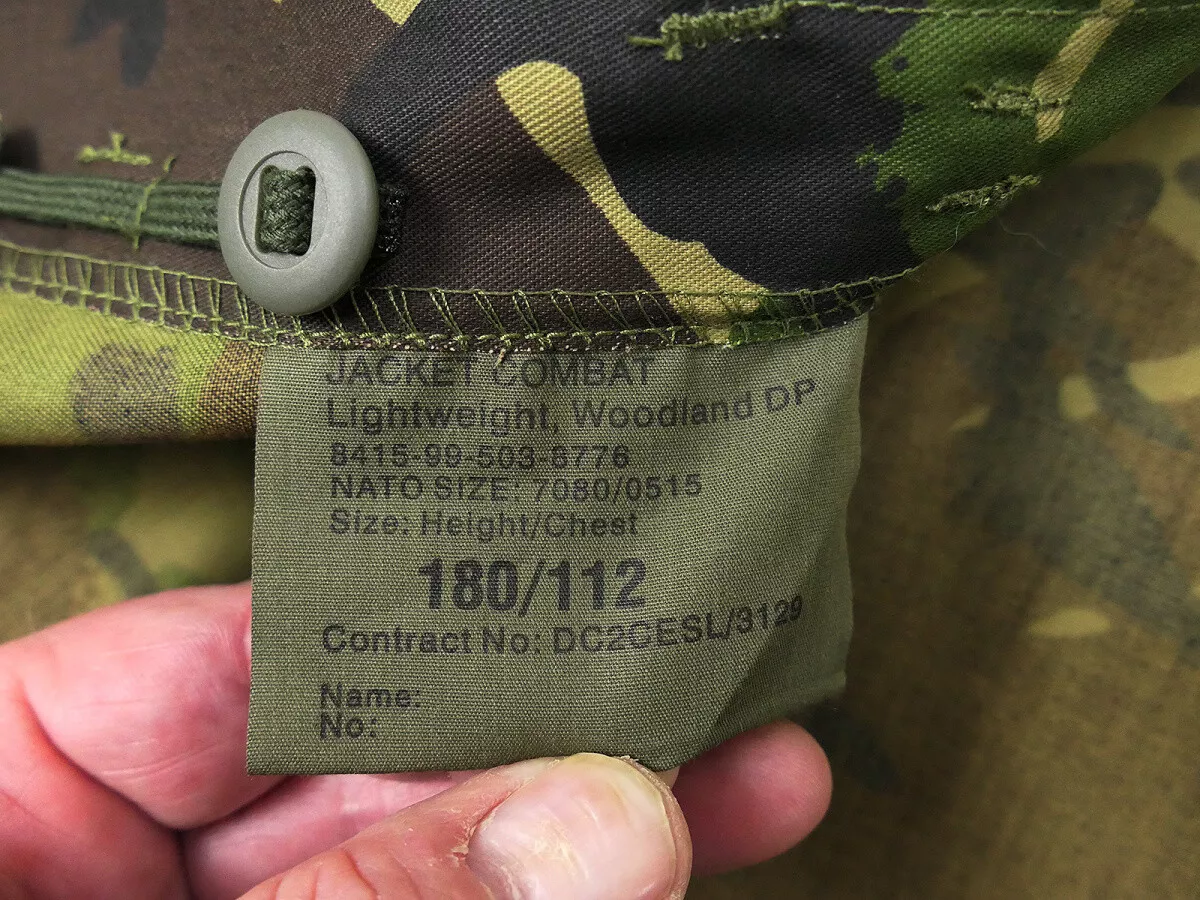 JACKET COMBAT
Lightweight, Woodland DP
8415-99-503-8776
NATO SIZE: 7080/0515
Size: Height/Chest
180/112
Contract No: DC2CESL/3129
Name:
No: